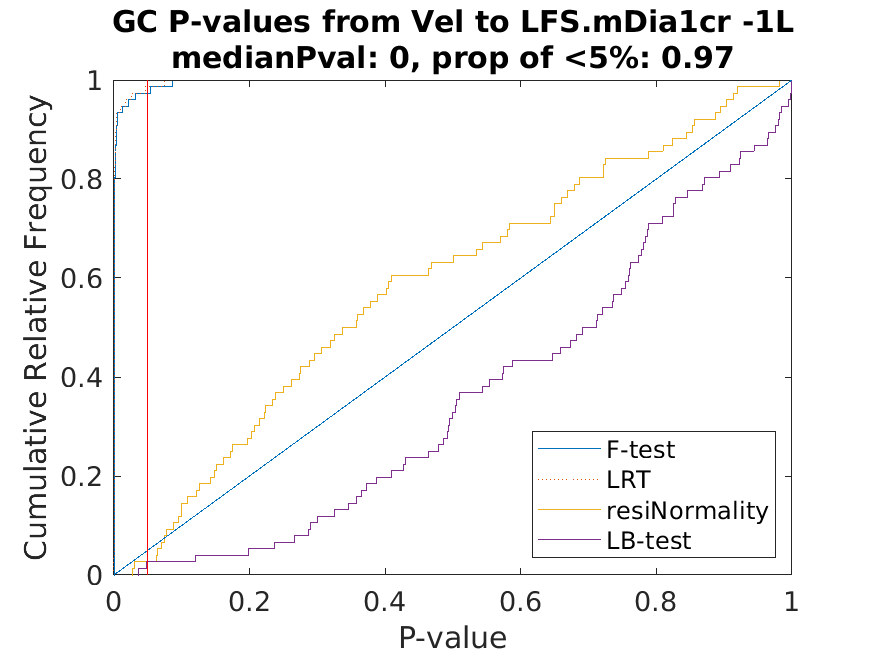 GC P-values from Vel to LFS.mDia1cr -1L
medianPval: 0, prop of <5%: 0.97
Cumulative Relative Frequency
1
0.8
0.6
0.4
0.2
0
F-test
LRT
resiNormality
LB-test
0 0.2 0.4 0.6 0.8 1
P-value